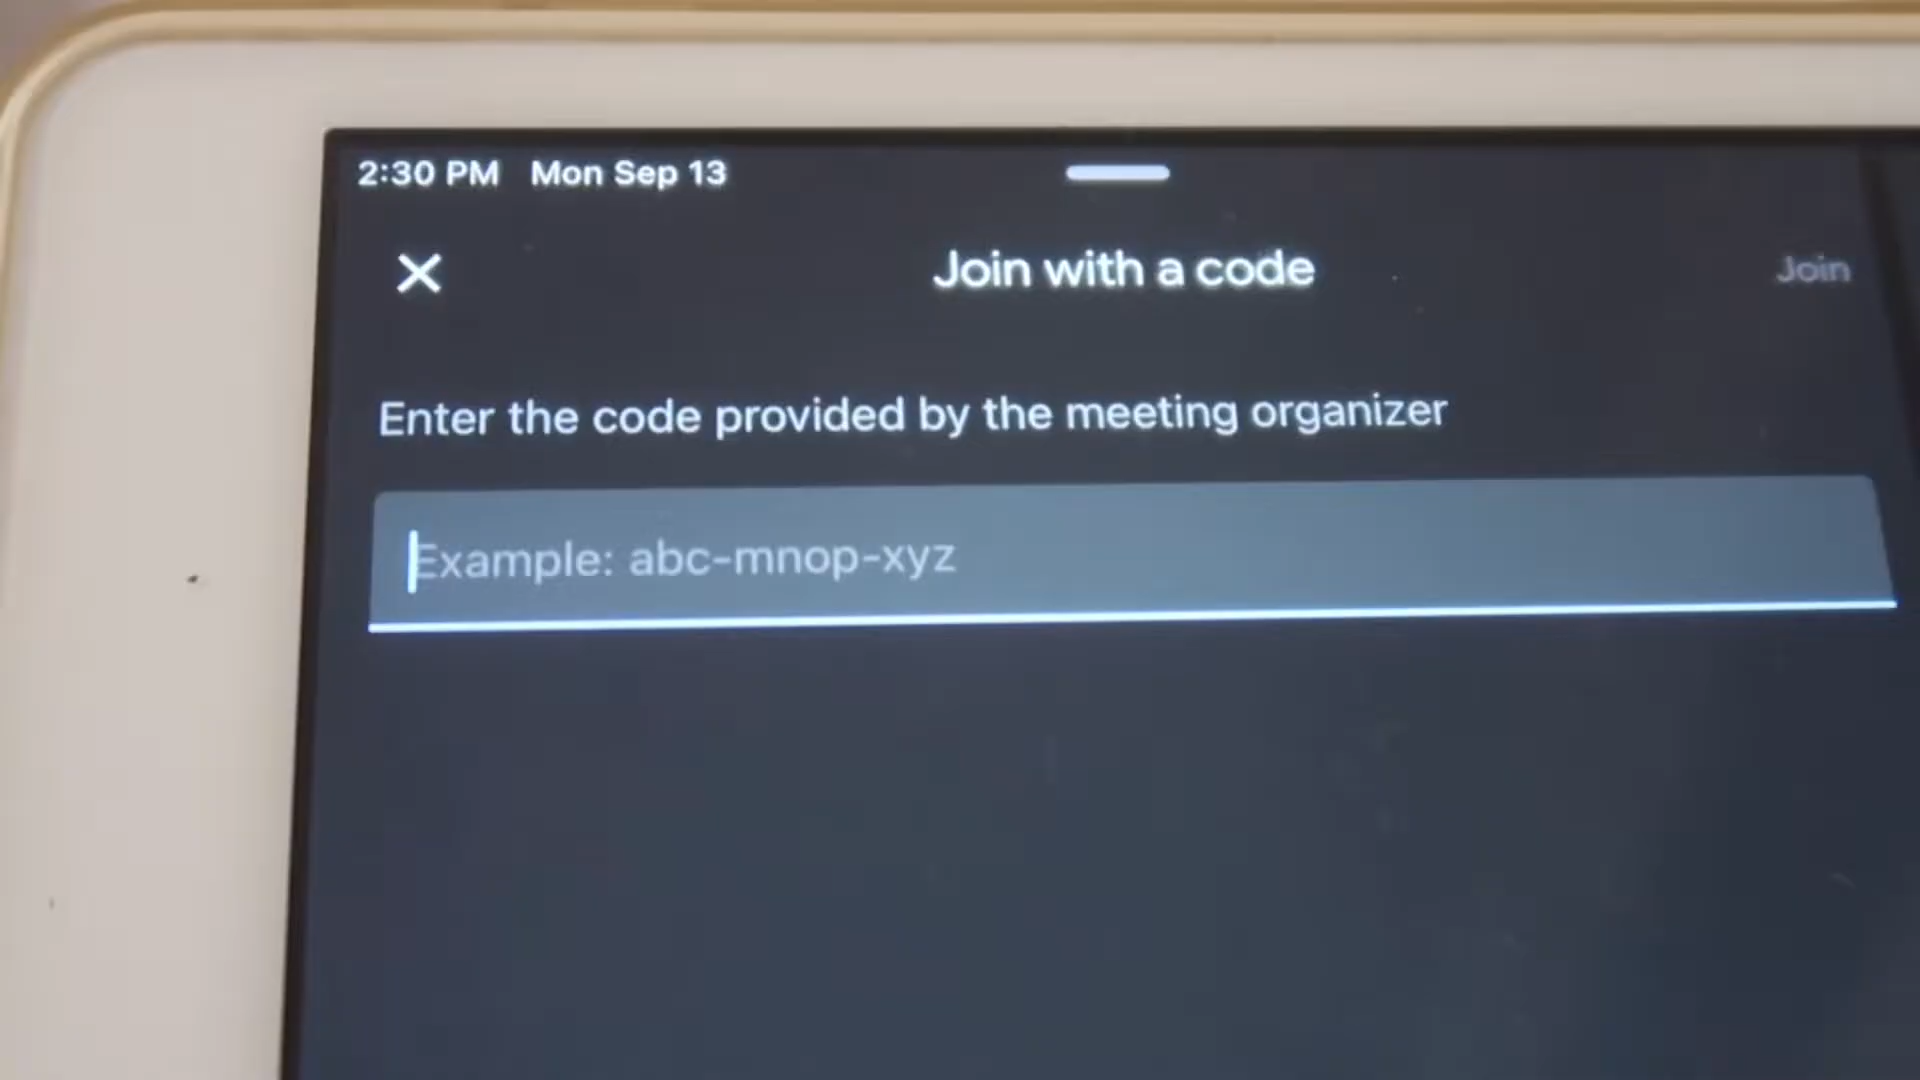 2:30 PM Mon Sep 13
Join with a code
Join
Enter the code provided by the meeting organizer
Example: abc-mnop-xyz